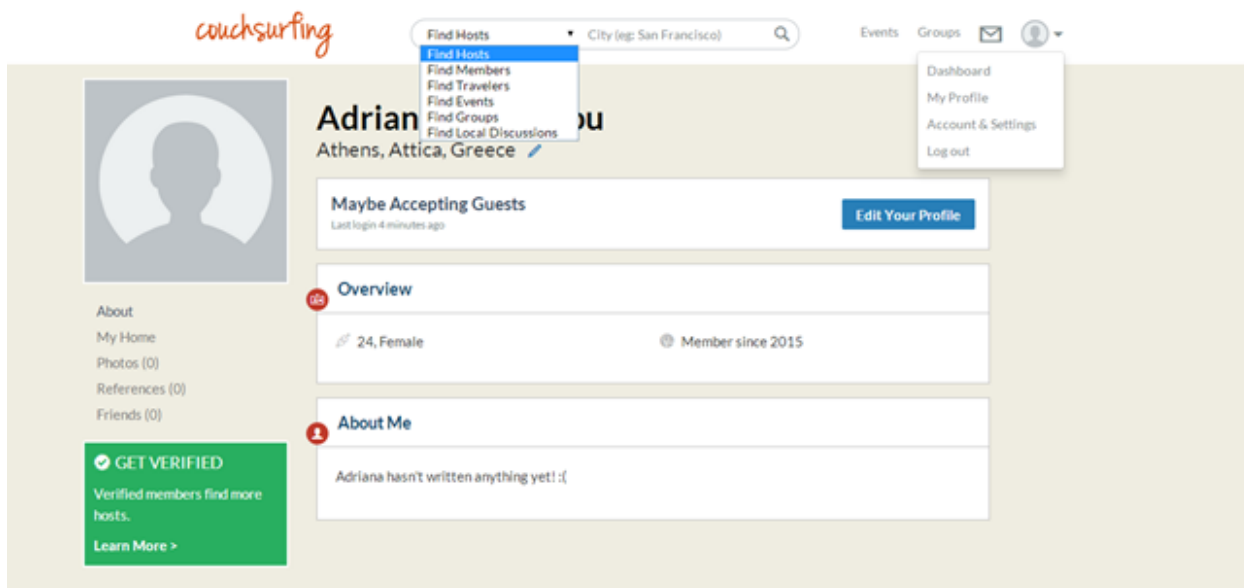 couchsurfing
Find Hosts
City (eg: San Francisco)
Events Groups
Find Hosts
Find Members
Find Travelers
Find Events
Find Groups
Find Local Discussions
Dashboard
My Profile
Account & Settings
Log out
Athens, Attica, Greece
Maybe Accepting Guests
Last login 4 minutes ago
Edit Your Profile
Overview
24, Female
Member since 2015
About Me
Adriana hasn't written anything yet! :(
About
My Home
Photos (0)
References (0)
Friends (0)
GET VERIFIED
Verified members find more
hosts.
Learn More >